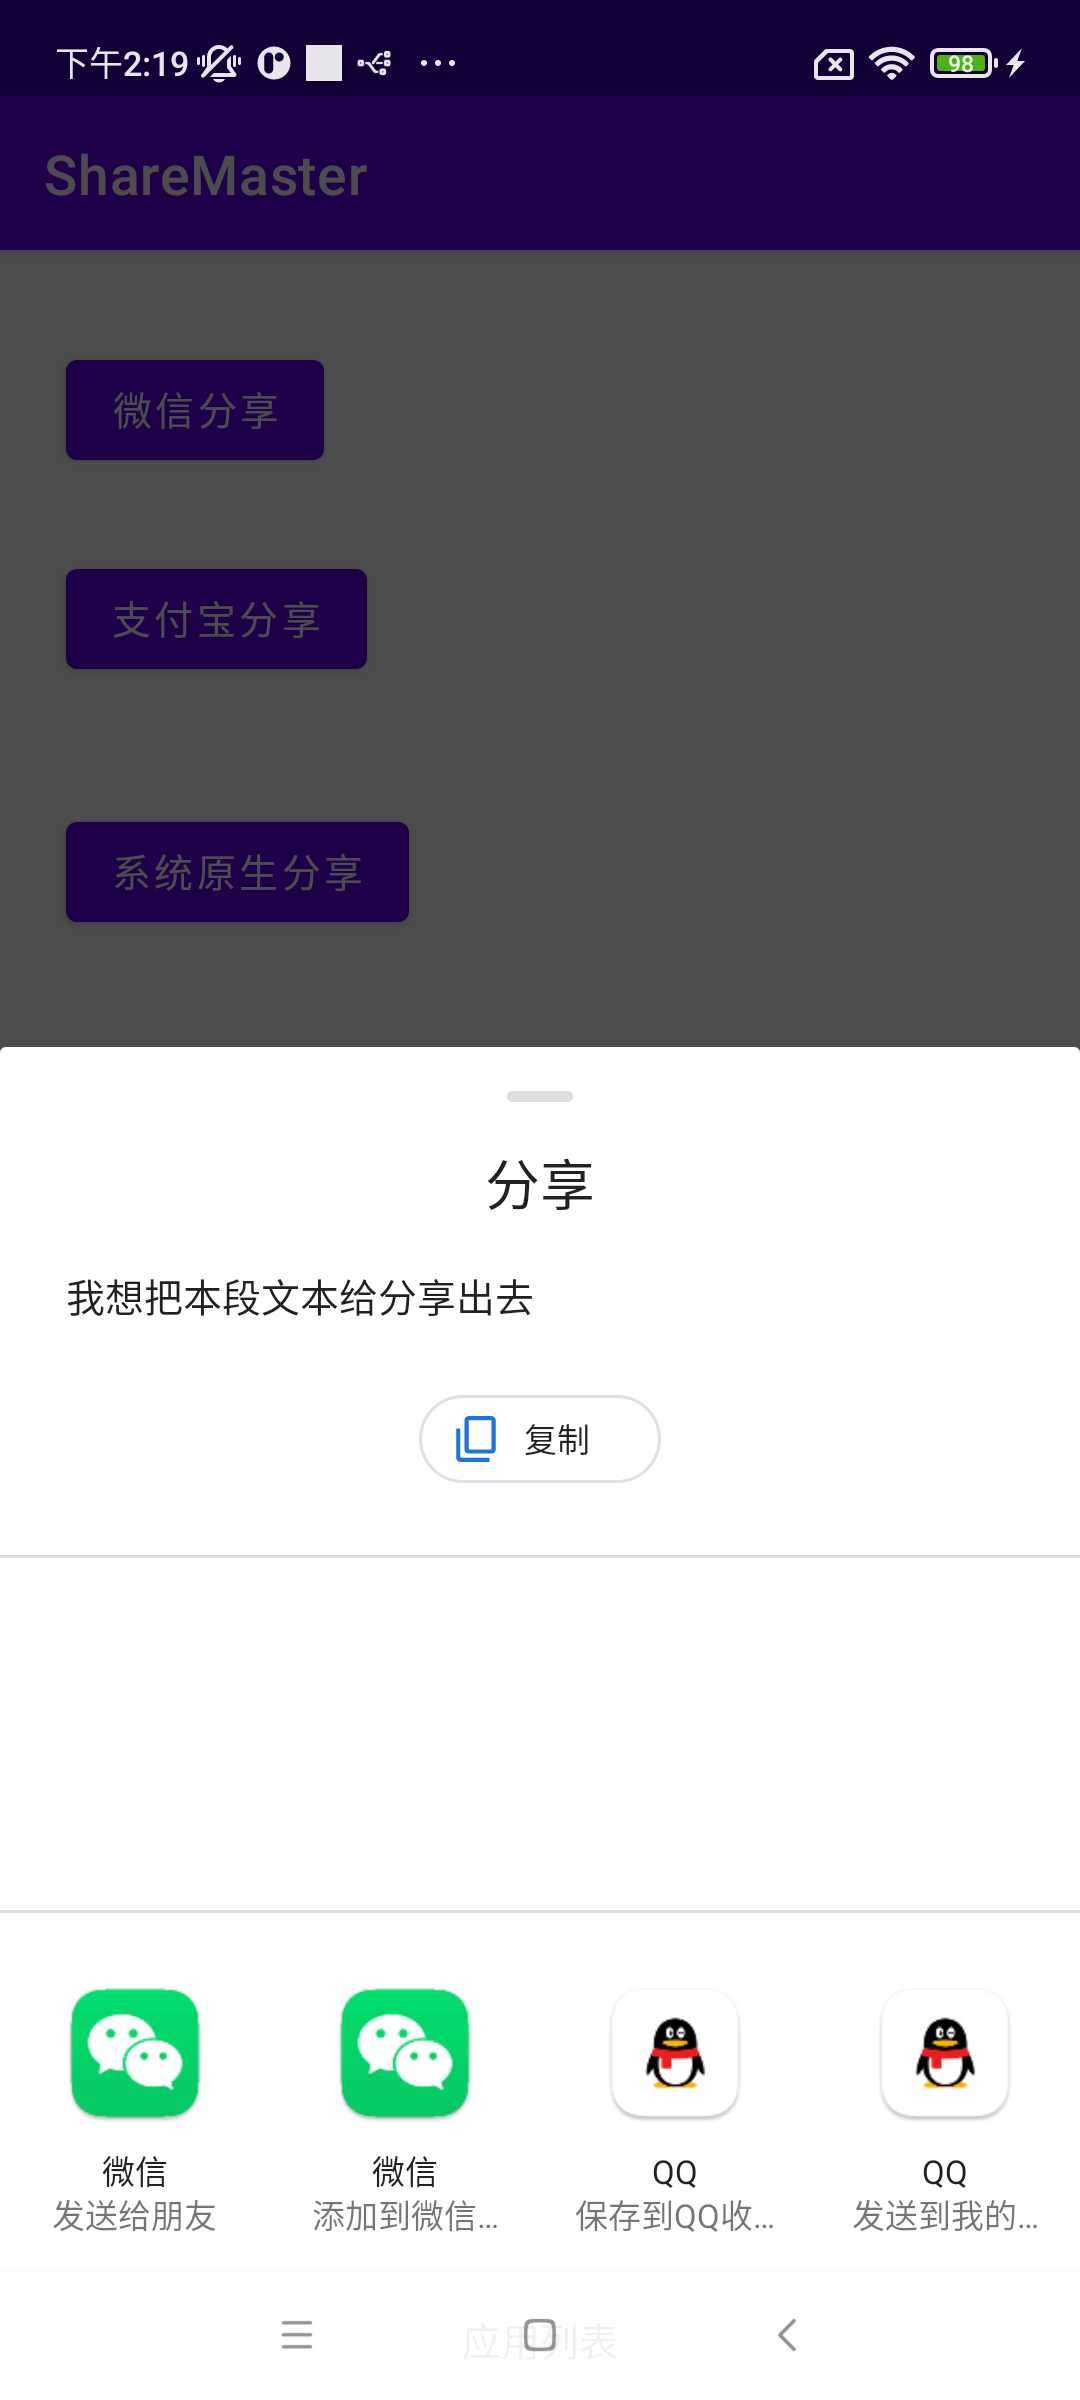 下午2:19
98
ShareMaster
微信分享
支付宝分享
系统原生分享
分享
我想把本段文本给分享出去
复制
微信
发送给朋友
微信
添加到微信...
QQ
保存到QQ收...
QQ
发送到我的...
应用列表